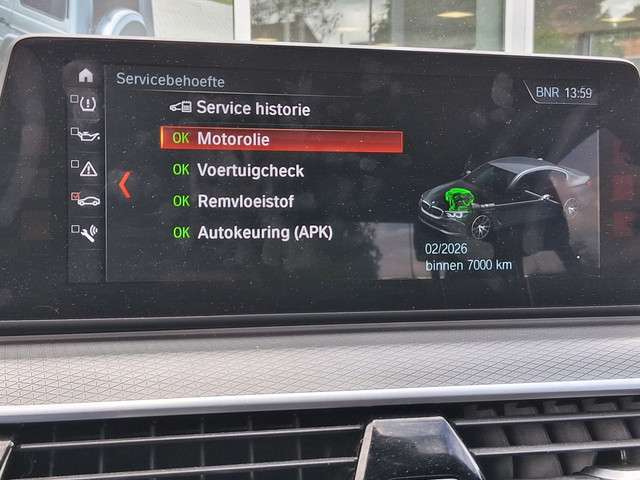 Servicebehoefte
BNR 13:59
Service historie
OK Motorolie
OK Voertuigcheck
OK Remvloeistof
OK Autokeuring (APK)
02/2026
binnen 7000 km